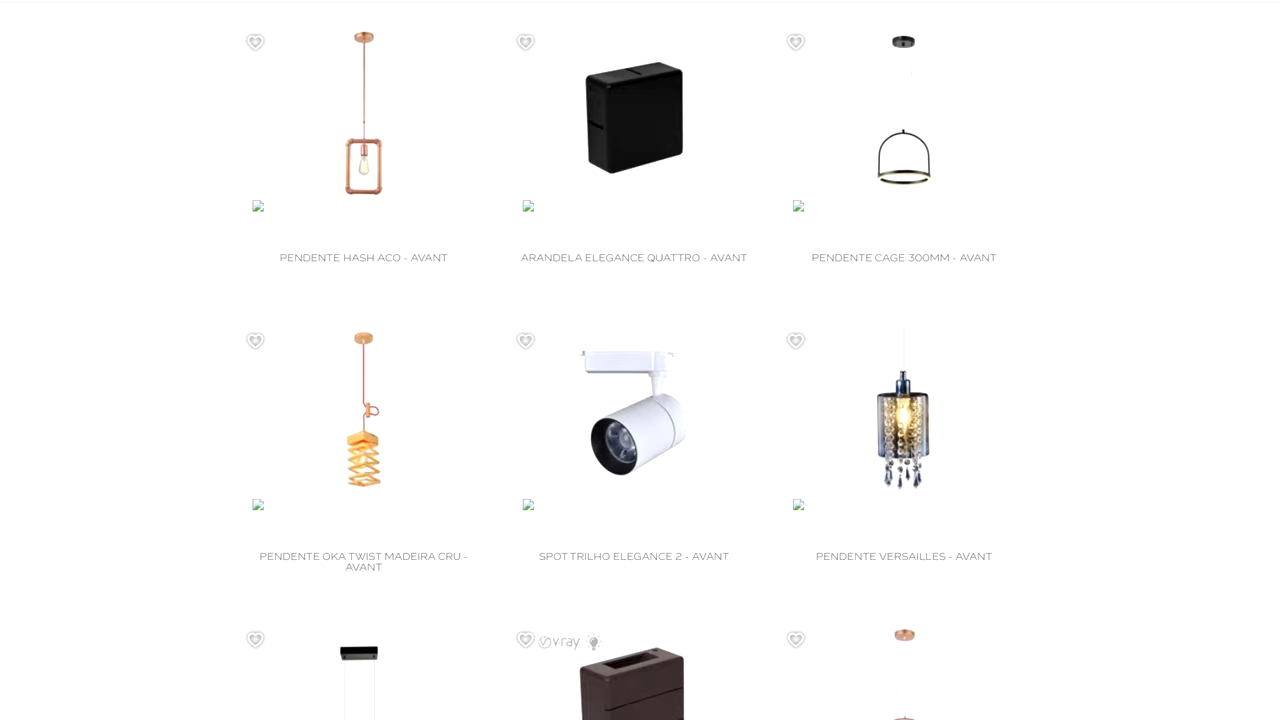 PENDENTE HASH ACO - AVANT
ARANDELA ELEGANCE QUATTRO - AVANT
PENDENTE CAGE 300MM - AVANT
PENDENTE OKA TWIST MADEIRA CRU -
AVANT
SPOT TRILHO ELEGANCE 2 - AVANT
PENDENTE VERSAILLES - AVANT
vray